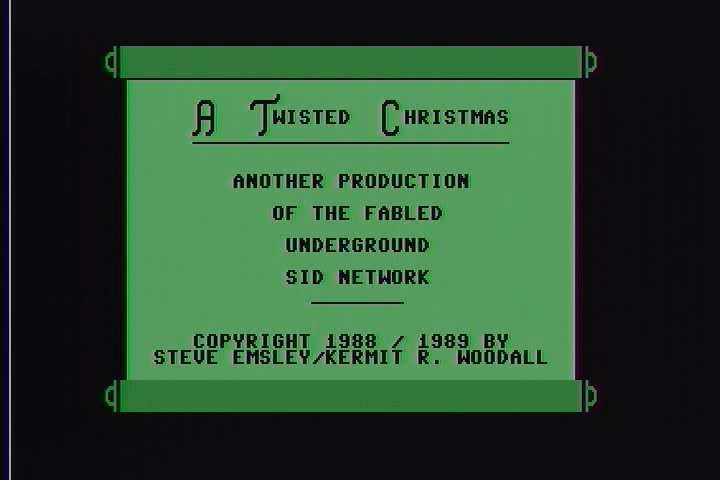 A TWISTED CHRISTMAS
ANOTHER PRODUCTION
OF THE FABLED
UNDERGROUND
SID NETWORK
COPYRIGHT 1988 / 1989 BY
STEVE EMSLEY/KERMIT R. WOODALL